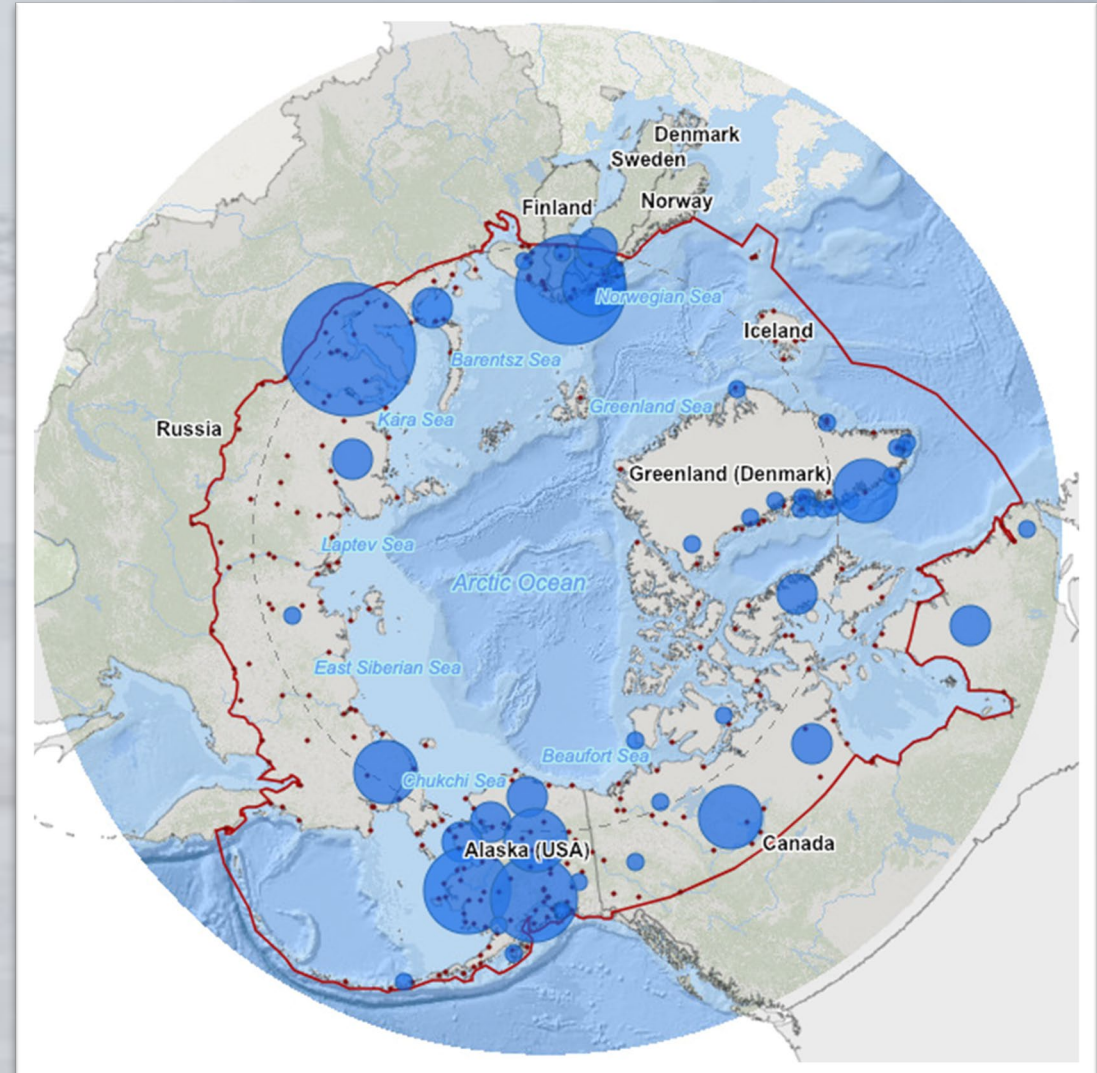 Denmark
Sweden
Norway
Finland
Norwegian Sea
Iceland
Barentsz Sea
Greenland Sea
Kara Sea
Russia
Greenland (Denmark)
Laptev Sea
Arctic Ocean
East Siberian Sea
Beaufort Sea
Chukchi Sea
Canada
Alaska (USA)